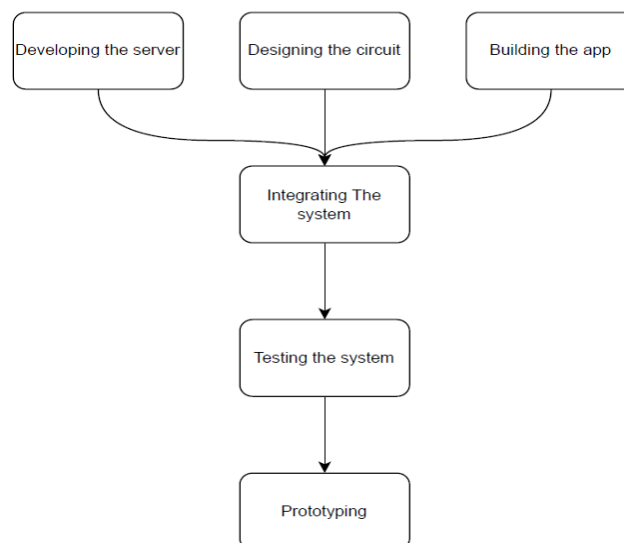 Developing the server
Designing the circuit
Building the app
Integrating The
system
Testing the system
Prototyping